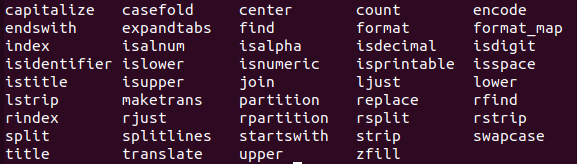 capitalize casefold center count encode
endswith expandtabs find format format_map
index isalnum isalpha isdecimal isdigit
isidentifier islower isnumeric isprintable isspace
istitle isupper join ljust lower
lstrip maketrans partition replace rfind
rindex rjust rpartition rsplit rstrip
split splitlines startswith strip swapcase
title translate upper zfill